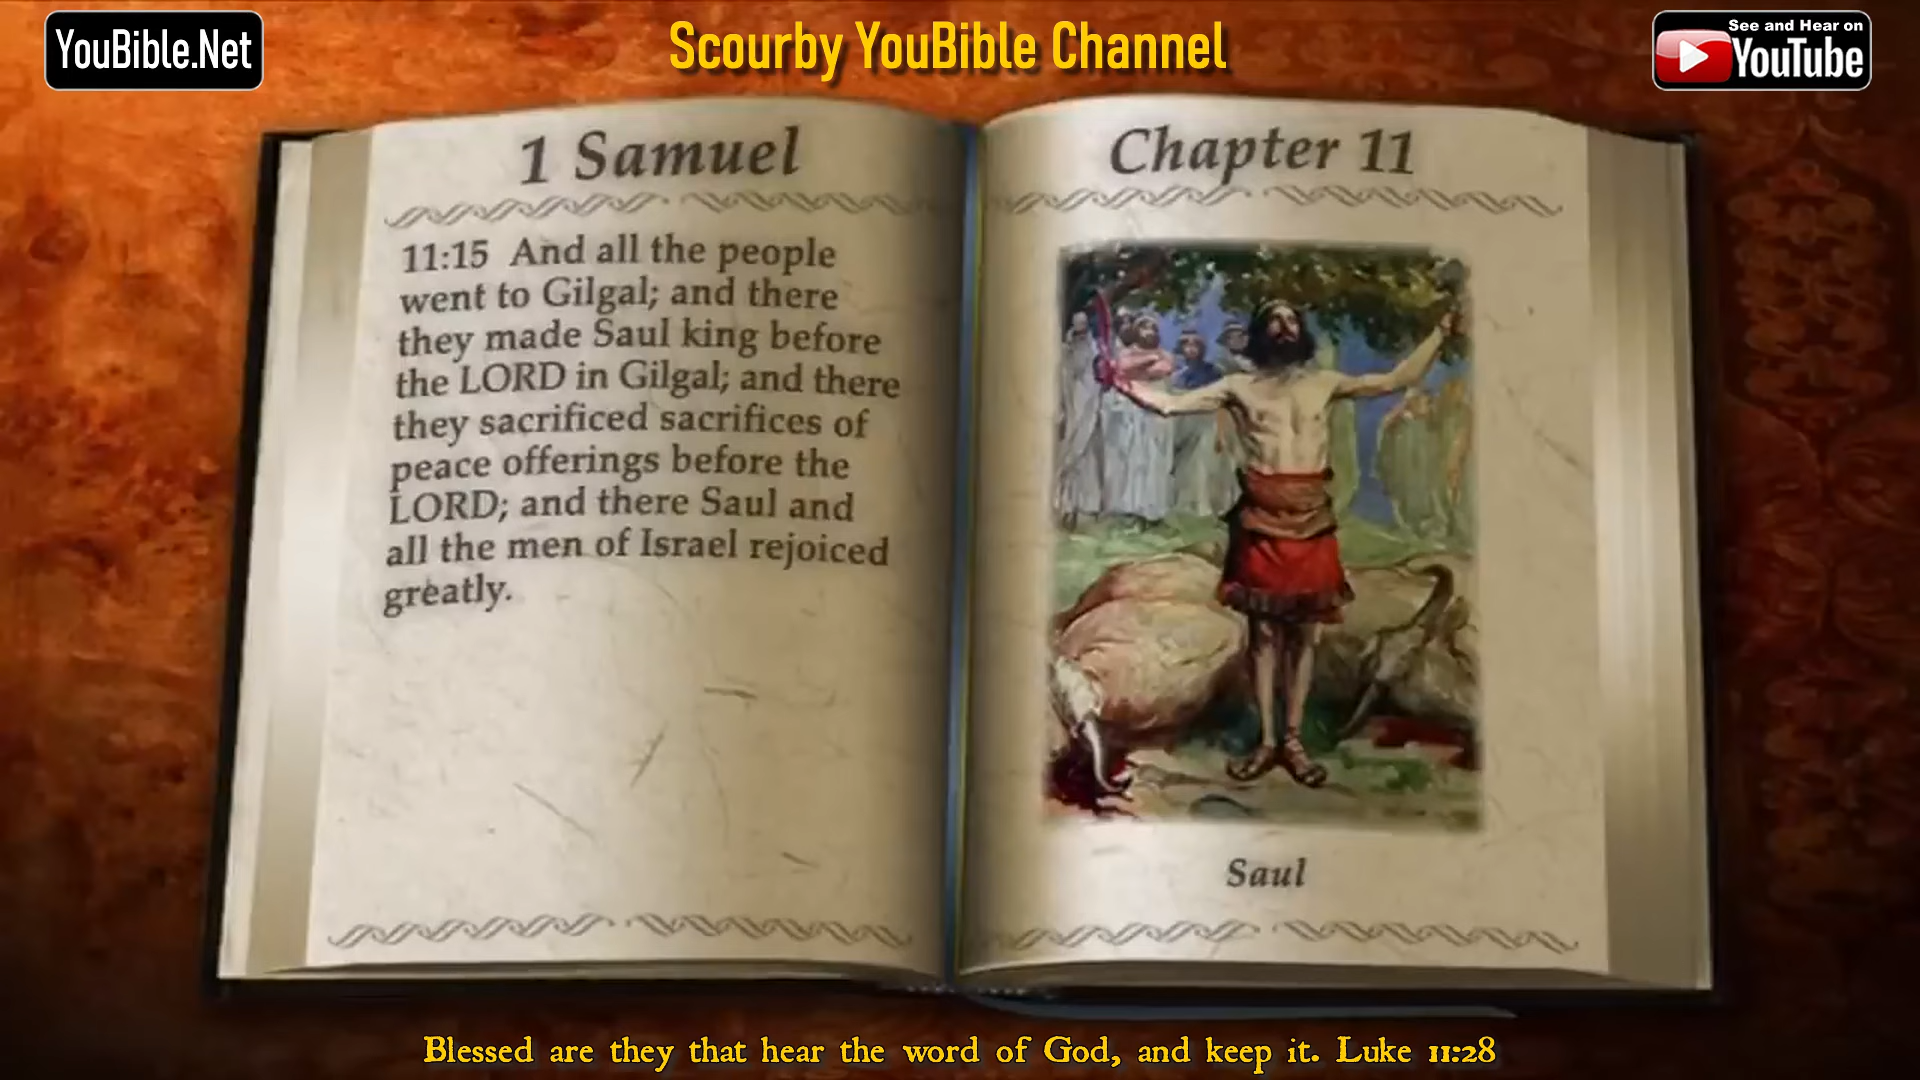 YouBible.Net
Scourby YouBible Channel
See and Hear on
YouTube
1 Samuel
Chapter 11
11:15 And all the people
went to Gilgal; and there
they made Saul king before
the LORD in Gilgal; and there
they sacrificed sacrifices of
peace offerings before the
LORD; and there Saul and
all the men of Israel rejoiced
greatly.
Saul
Blessed are they that hear the word of God, and keep it. Luke 11:28